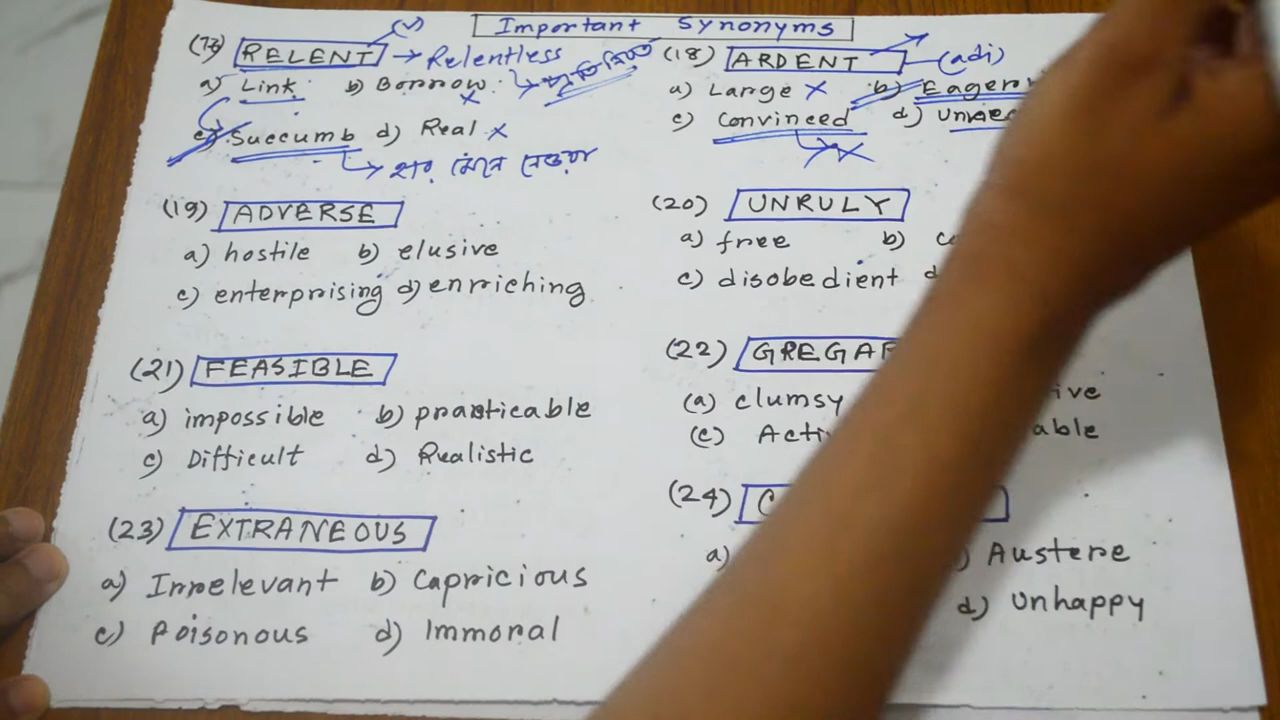 Important Synonyms
(17) RELENT (v) → Relentless
a) Link b) Borrow
c) Succumb d) Real
হার মেনে নেওয়া
(18) ARDENT (adj)
a) Large b) Eager
c) Convinced d)
(19) ADVERSE
a) hostile b) elusive
c) enterprising d) enriching
(20) UNRULY
a) free b)
c) disobedient d
(21) FEASIBLE
a) impossible b) practicable
c) Difficult d) Realistic
(22) GREGAR
(a) clumsy
(c) Acti
(23) EXTRANEOUS
a) Irrelevant b) Capricious
c) Poisonous d) Immoral
(24) C
a) ) Austere
d) Unhappy